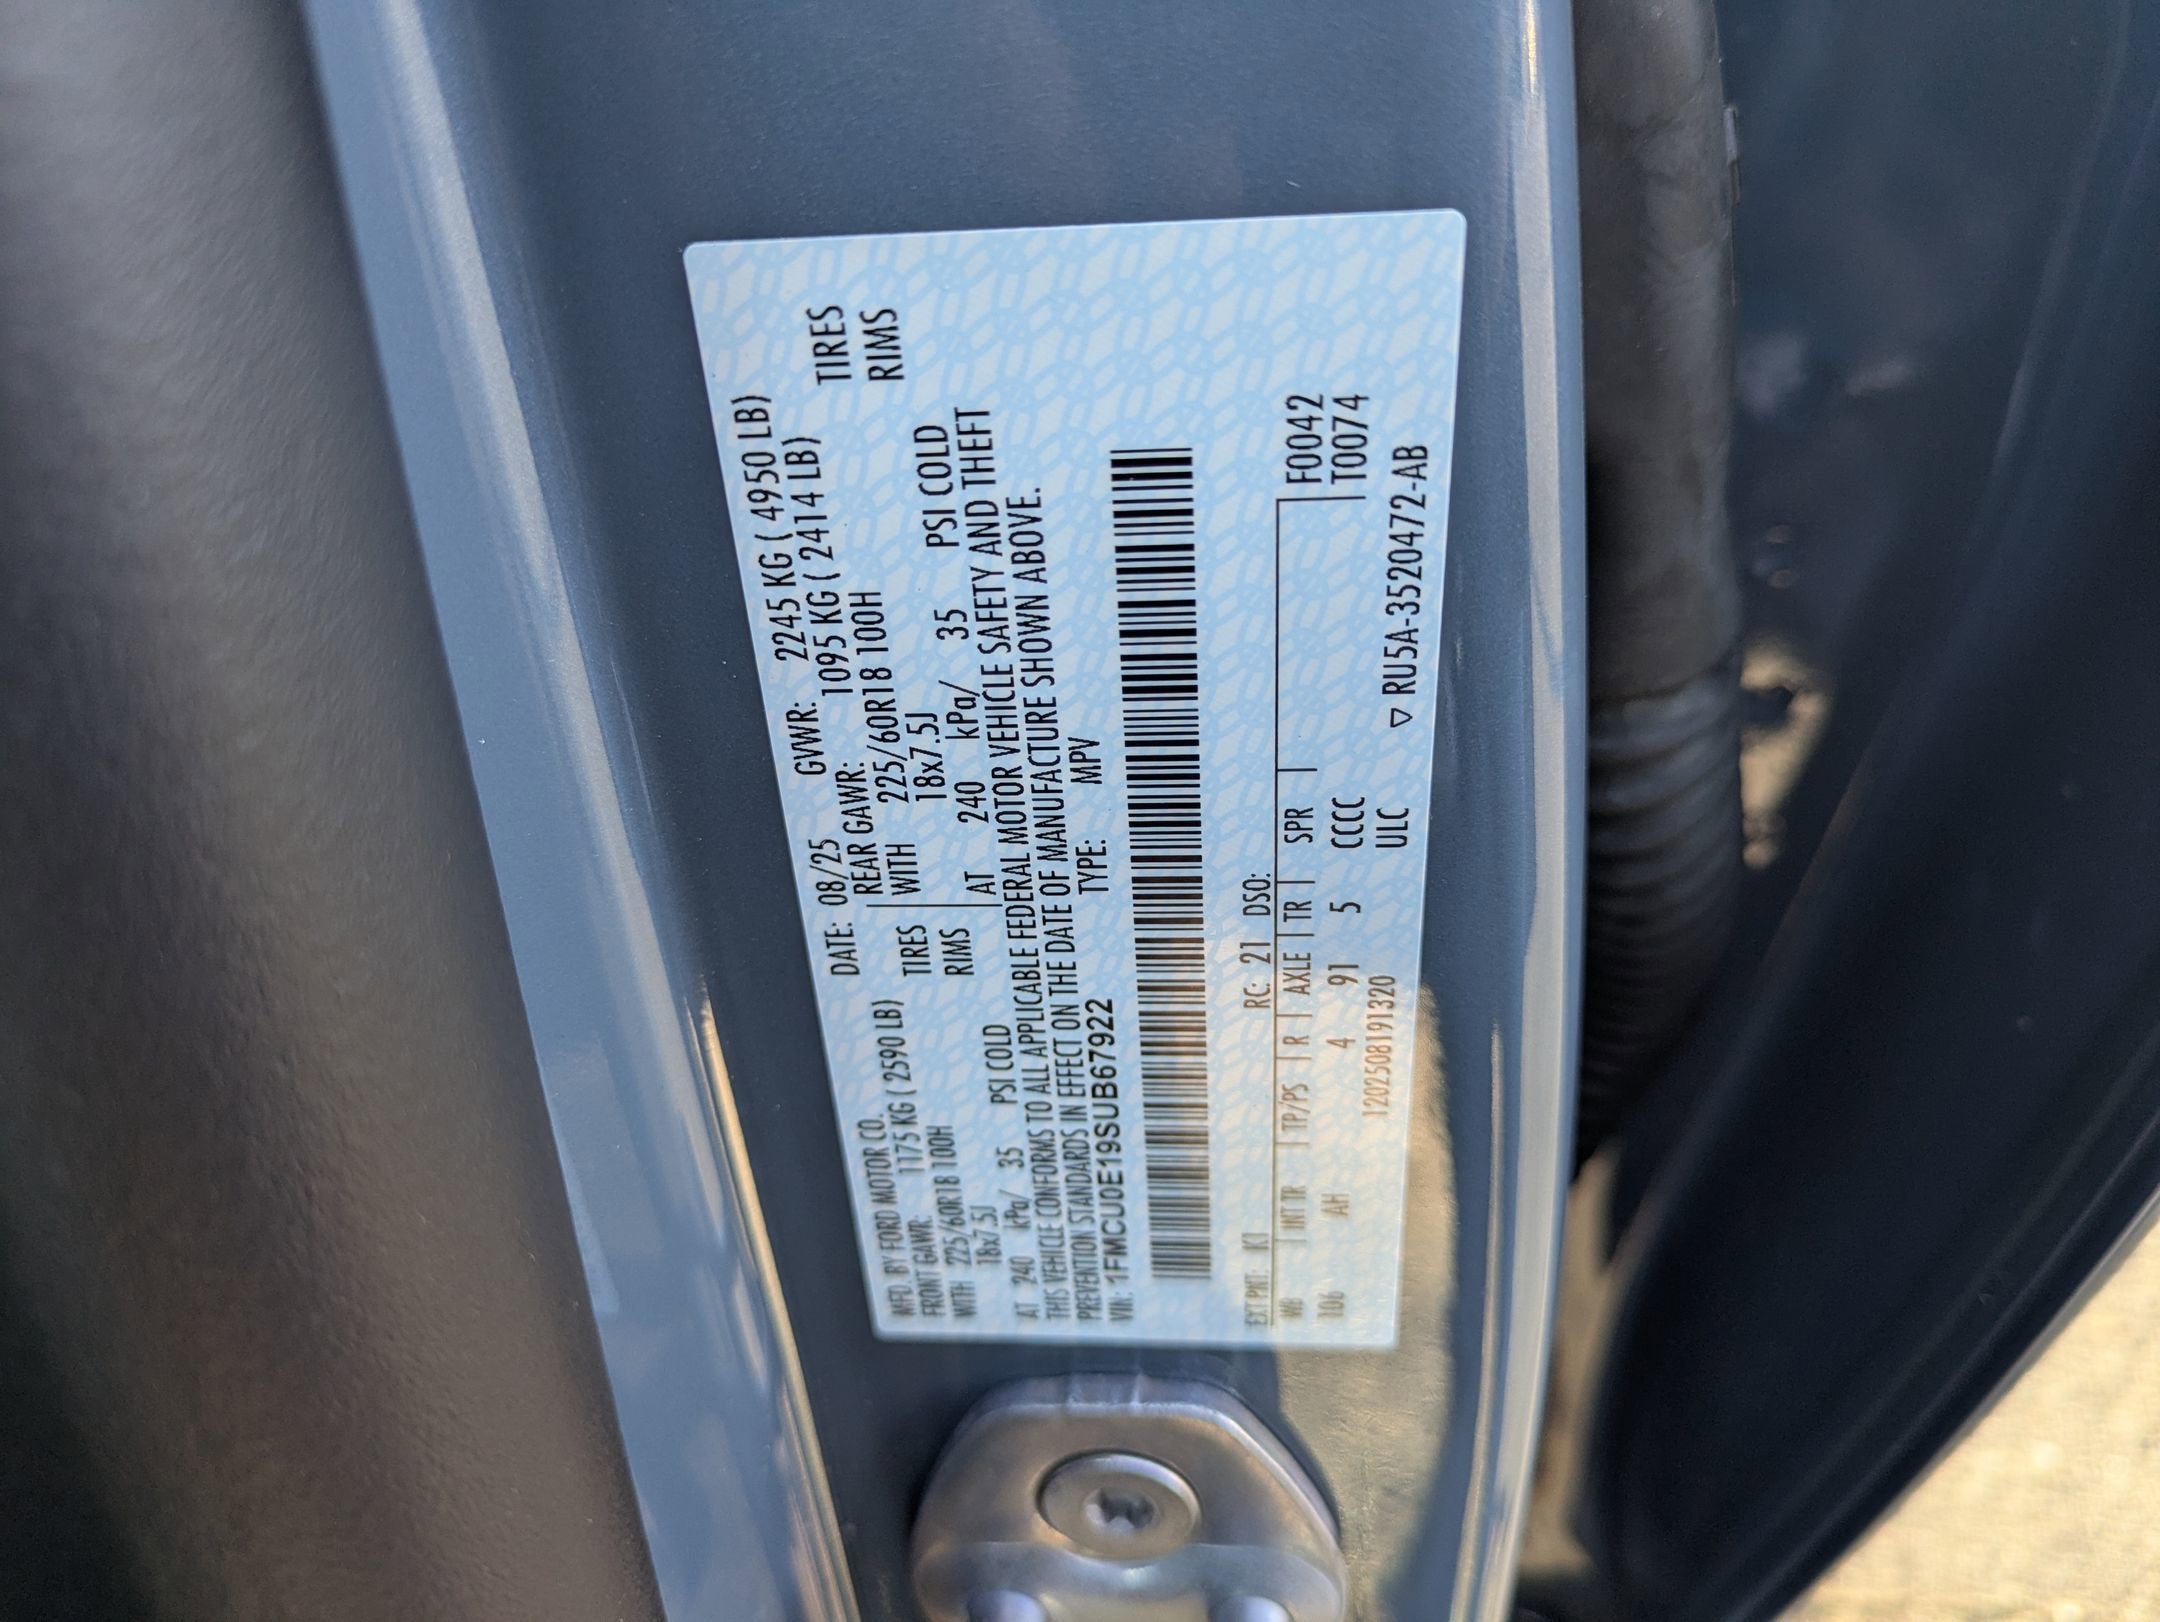 MFD. BY FORD MOTOR CO. DATE: 08/25 GVWR: 2245 KG ( 4950 LB)
FRONT GAWR: 1175 KG ( 2590 LB) REAR GAWR: 1095 KG ( 2414 LB)
WITH 225/60R18 100H TIRES WITH 225/60R18 100H TIRES
18x7.5J RIMS 18x7.5J RIMS
AT 240 kPa/ 35 PSI COLD AT 240 kPa/ 35 PSI COLD
THIS VEHICLE CONFORMS TO ALL APPLICABLE FEDERAL MOTOR VEHICLE SAFETY AND THEFT
PREVENTION STANDARDS IN EFFECT ON THE DATE OF MANUFACTURE SHOWN ABOVE.
VIN: 1FMCU0E19SUB67922 TYPE: MPV
EXT PNT: K1 RC: 21 DSO:
WB | INT TR | TP/PS | R | AXLE | TR | SPR | F0042
106 AH 4 91 5 CCCC T0074
1202508191320 ULC
▽ RU5A-3520472-AB